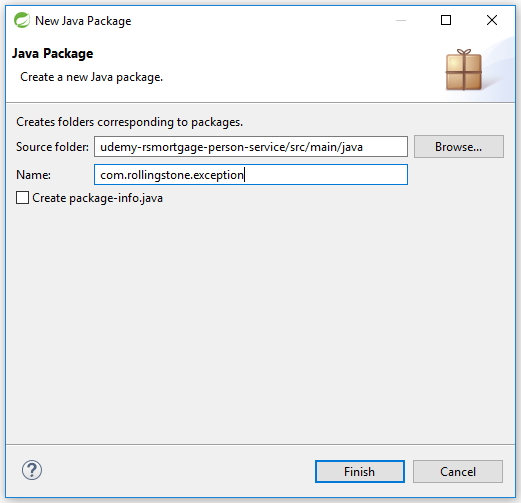 New Java Package
Java Package
Create a new Java package.
Creates folders corresponding to packages.
Source folder: udemy-rsmortgage-person-service/src/main/java Browse...
Name: com.rollingstone.exception
Create package-info.java
? Finish Cancel